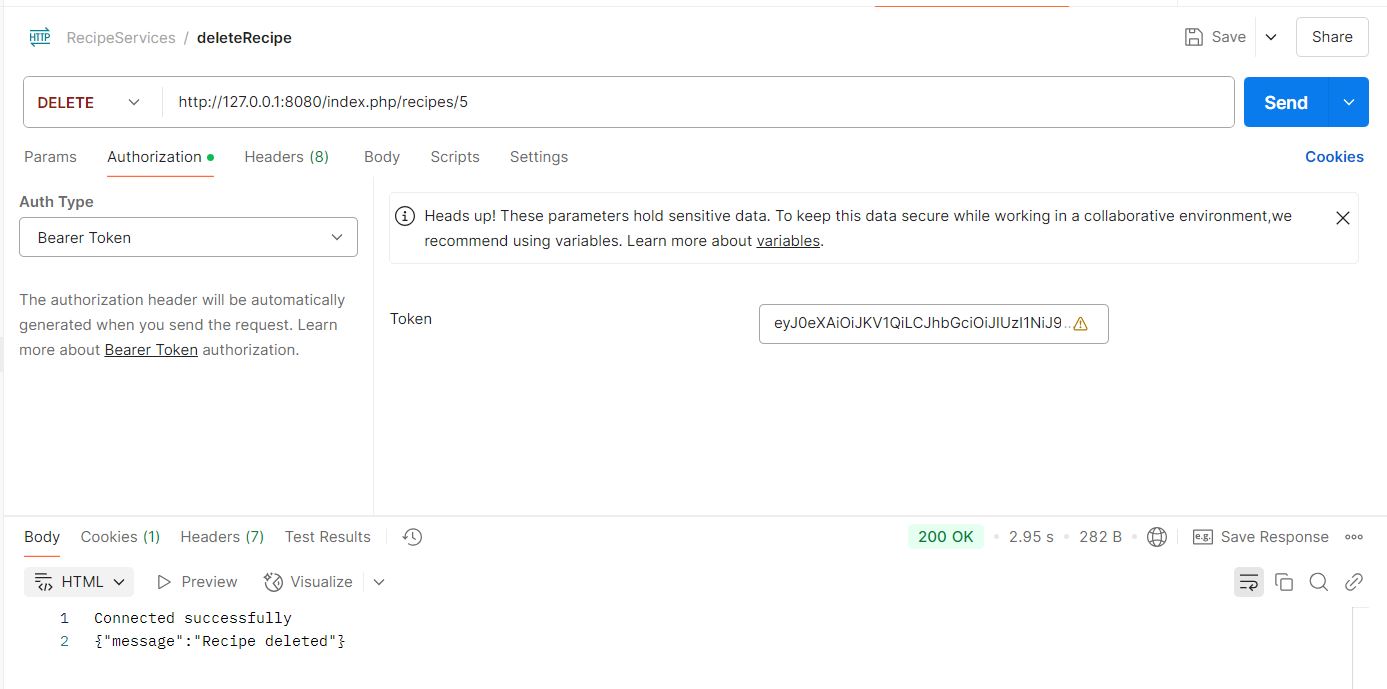 HTTP RecipeServices / deleteRecipe Save Share
DELETE http://127.0.0.1:8080/index.php/recipes/5 Send
Params Authorization Headers (8) Body Scripts Settings Cookies
Auth Type
Bearer Token
The authorization header will be automatically
generated when you send the request. Learn
more about Bearer Token authorization.
Heads up! These parameters hold sensitive data. To keep this data secure while working in a collaborative environment,we
recommend using variables. Learn more about variables.
Token eyJ0eXAiOiJKV1QiLCJhbGciOiJIUzI1NiJ9...
Body Cookies (1) Headers (7) Test Results 200 OK 2.95 s 282 B e.g. Save Response
HTML Preview Visualize
1 Connected successfully
2 {"message":"Recipe deleted"}